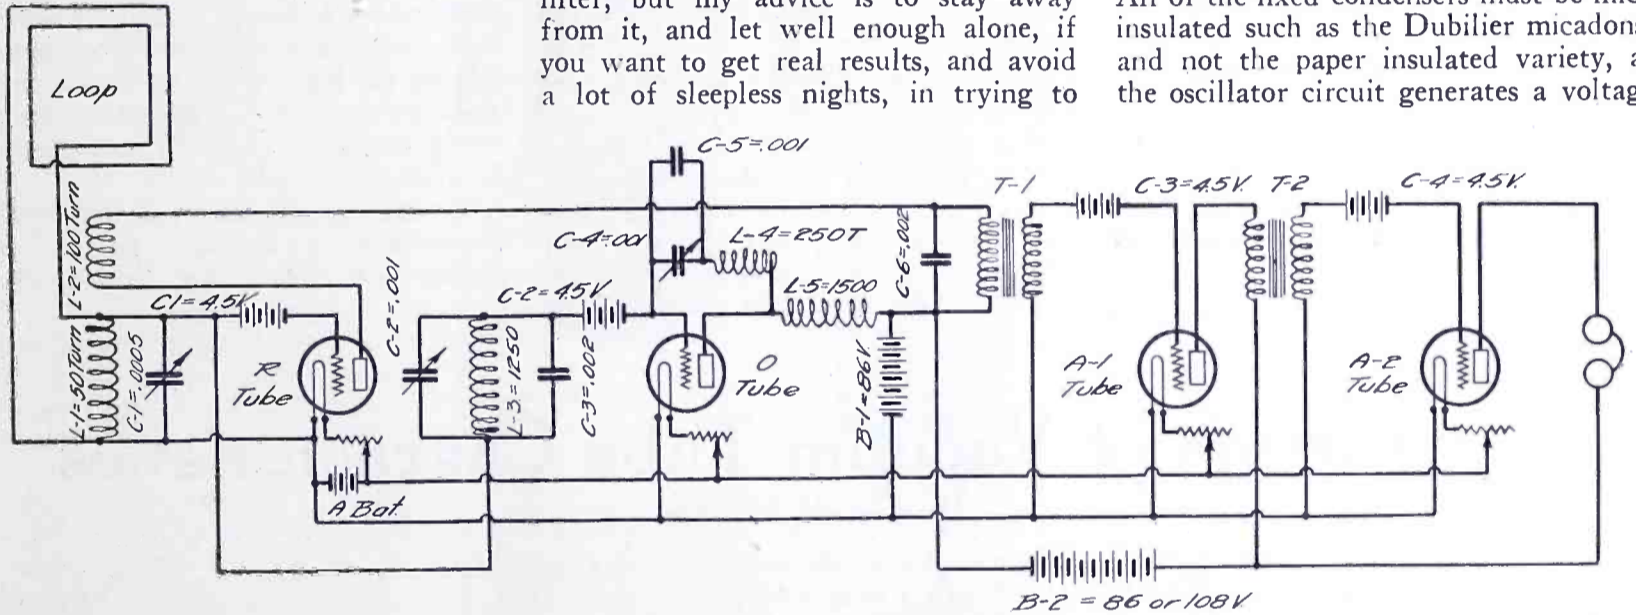 from it, and let well enough alone, if
you want to get real results, and avoid
a lot of sleepless nights, in trying to
insulated such as the Dubilier micadon
and not the paper insulated variety, a
the oscillator circuit generates a voltag
Loop
L-2=100Turn
C1=4.5V
L-1=50Turn
C-1=.0005
R
Tube
A Bat.
C-2=.001
C-2=4.5V
L-3=1250
C-3=.002
C-5=.001
C-4=.001
L-4=250T
L-5=1500
O
Tube
B-1=86V
C-6=.002
T-1
C-3=4.5V.
T-2
C-4=4.5V.
A-1
Tube
A-2
Tube
B-2 = 86 or 108V.